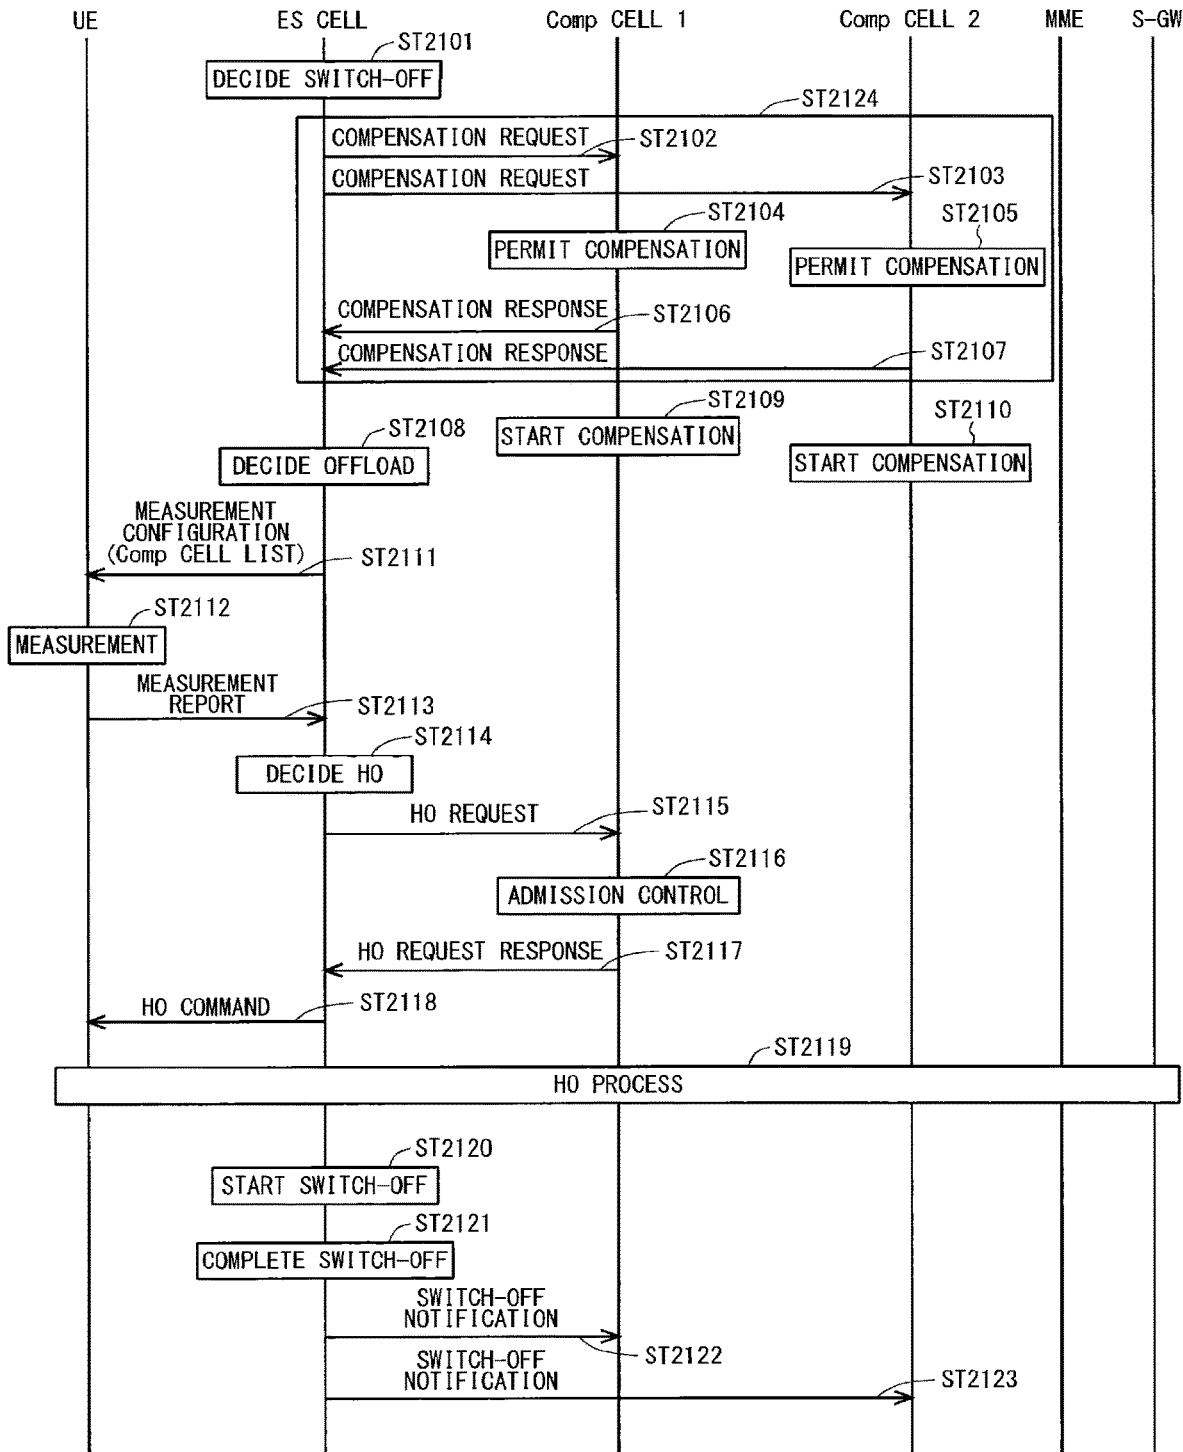 UE
ES CELL
Comp CELL 1
Comp CELL 2
MME
S-GW
ST2101
DECIDE SWITCH-OFF
ST2124
COMPENSATION REQUEST
ST2102
COMPENSATION REQUEST
ST2103
ST2104
PERMIT COMPENSATION
ST2105
PERMIT COMPENSATION
COMPENSATION RESPONSE
ST2106
COMPENSATION RESPONSE
ST2107
ST2109
START COMPENSATION
ST2110
START COMPENSATION
ST2108
DECIDE OFFLOAD
MEASUREMENT
CONFIGURATION
(Comp CELL LIST)
ST2111
ST2112
MEASUREMENT
MEASUREMENT
REPORT
ST2113
ST2114
DECIDE HO
HO REQUEST
ST2115
ST2116
ADMISSION CONTROL
HO REQUEST RESPONSE
ST2117
HO COMMAND
ST2118
ST2119
HO PROCESS
ST2120
START SWITCH-OFF
ST2121
COMPLETE SWITCH-OFF
SWITCH-OFF
NOTIFICATION
ST2122
SWITCH-OFF
NOTIFICATION
ST2123